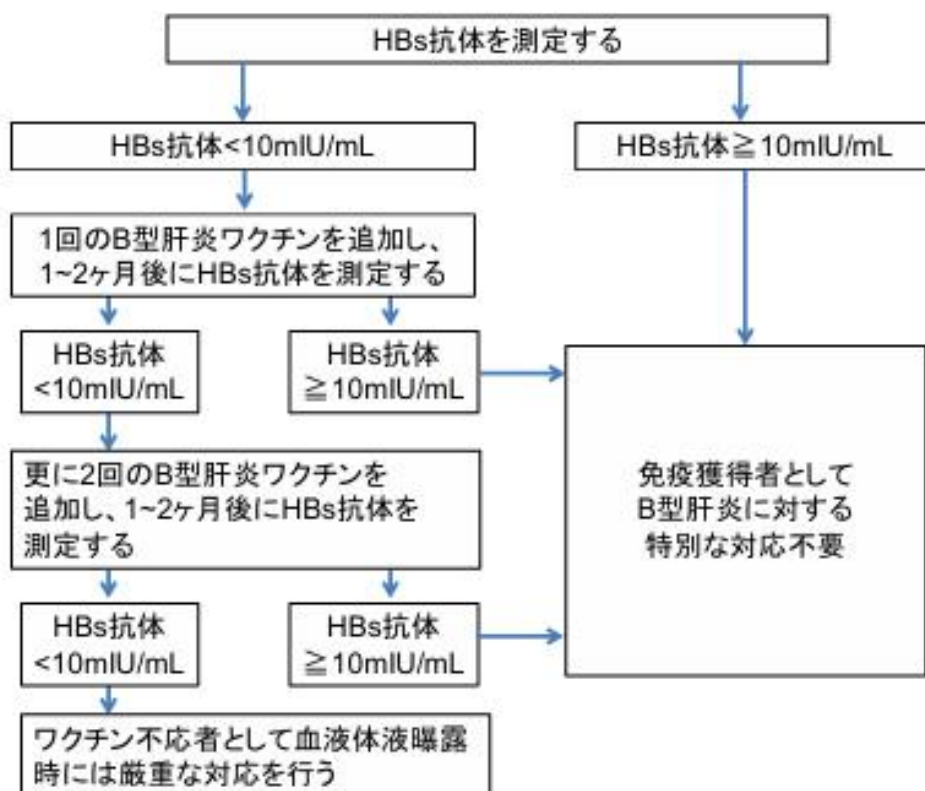 HBs抗体を測定する
HBs抗体<10mIU/mL
HBs抗体≧10mIU/mL
1回のB型肝炎ワクチンを追加し、
1~2ヶ月後にHBs抗体を測定する
HBs抗体
<10mIU/mL
HBs抗体
≧10mIU/mL
更に2回のB型肝炎ワクチンを
追加し、1~2ヶ月後にHBs抗体を
測定する
免疫獲得者として
B型肝炎に対する
特別な対応不要
HBs抗体
<10mIU/mL
HBs抗体
≧10mIU/mL
ワクチン不応者として血液体液曝露
時には厳重な対応を行う